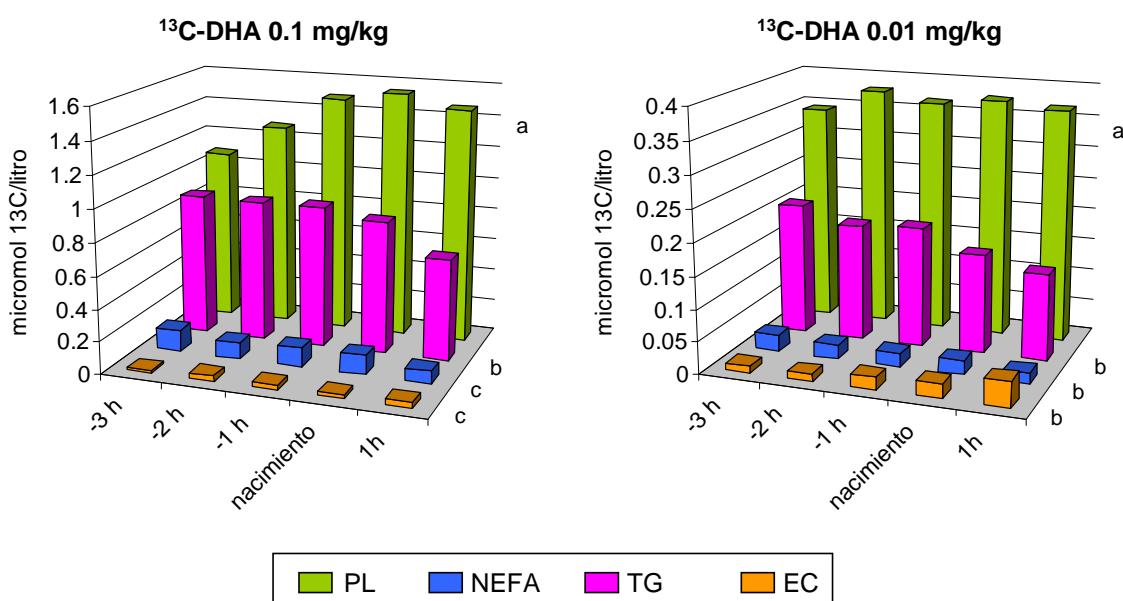 ¹³C-DHA 0.1 mg/kg
micromol 13C/litro
1.6
1.4
1.2
1
0.8
0.6
0.4
0.2
0
-3 h
-2 h
-1 h
nacimiento
1h
a
b
c
c
¹³C-DHA 0.01 mg/kg
micromol 13C/litro
0.4
0.35
0.3
0.25
0.2
0.15
0.1
0.05
0
-3 h
-2 h
-1 h
nacimiento
1h
a
b
b
b
PL NEFA TG EC